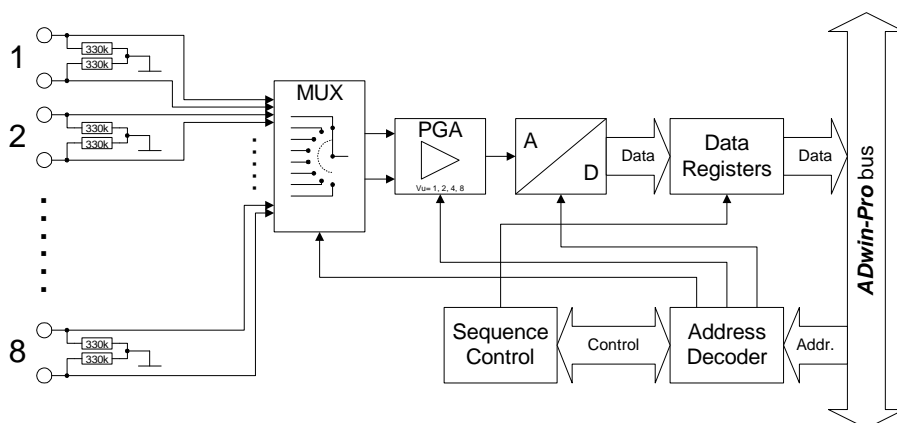 1
330k
330k
2
330k
330k
8
330k
330k
MUX
PGA
Vu= 1, 2, 4, 8
A
D
Data
Data
Registers
Data
ADwin-Pro bus
Sequence
Control
Control
Address
Decoder
Addr.